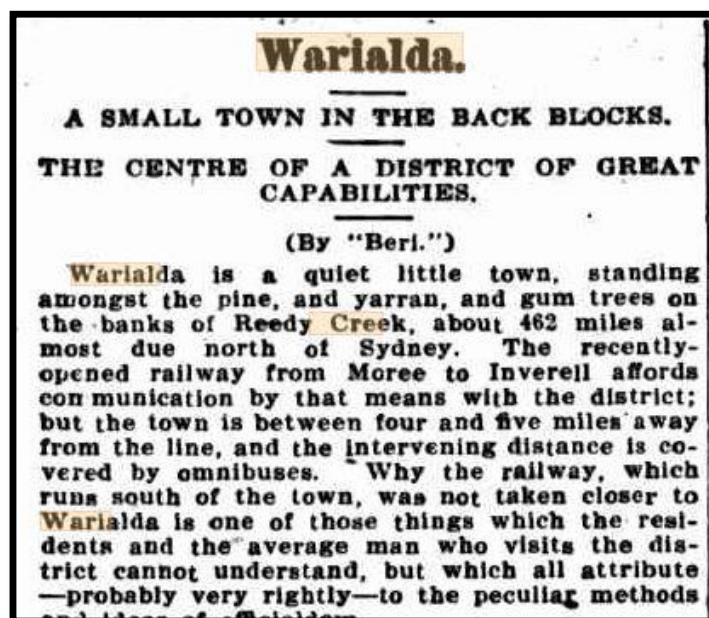 Warialda.
A SMALL TOWN IN THE BACK BLOCKS.
THE CENTRE OF A DISTRICT OF GREAT
CAPABILITIES.
(By "Beri.")
Warialda is a quiet little town, standing
amongst the pine, and yarran, and gum trees on
the banks of Reedy Creek, about 462 miles al-
most due north of Sydney. The recently-
opened railway from Moree to Inverell affords
communication by that means with the district;
but the town is between four and five miles away
from the line, and the intervening distance is co-
vered by omnibuses. Why the railway, which
runs south of the town, was not taken closer to
Warialda is one of those things which the resi-
dents and the average man who visits the dis-
trict cannot understand, but which all attribute
—probably very rightly—to the peculiar methods
and ideas of officialdom